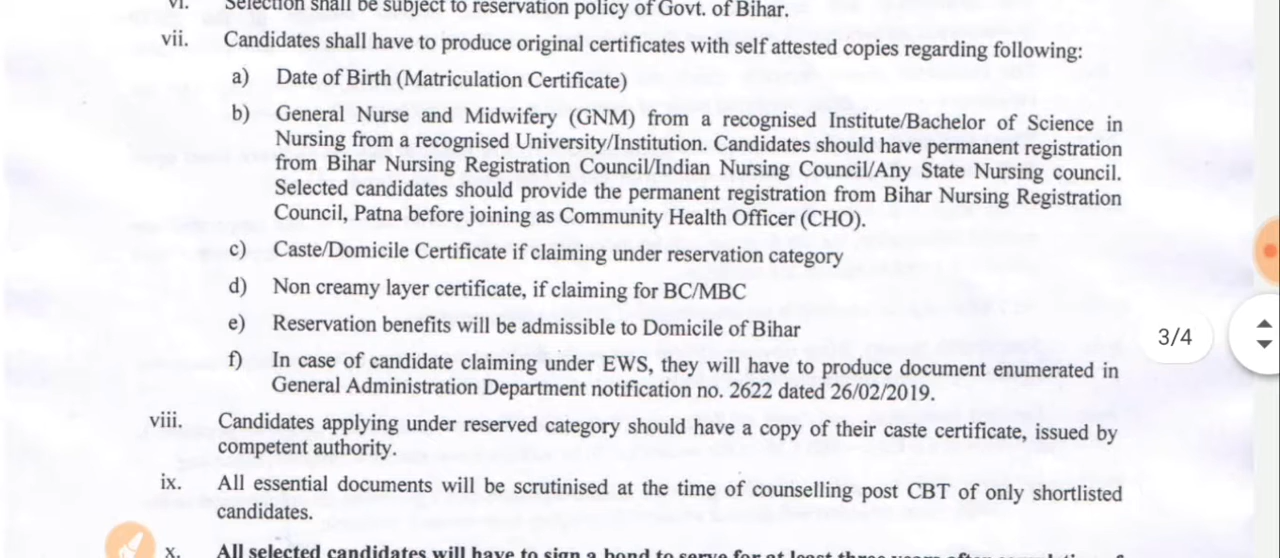 vi. Selection shall be subject to reservation policy of Govt. of Bihar.
vii. Candidates shall have to produce original certificates with self attested copies regarding following:
a) Date of Birth (Matriculation Certificate)
b) General Nurse and Midwifery (GNM) from a recognised Institute/Bachelor of Science in
Nursing from a recognised University/Institution. Candidates should have permanent registration
from Bihar Nursing Registration Council/Indian Nursing Council/Any State Nursing council.
Selected candidates should provide the permanent registration from Bihar Nursing Registration
Council, Patna before joining as Community Health Officer (CHO).
c) Caste/Domicile Certificate if claiming under reservation category
d) Non creamy layer certificate, if claiming for BC/MBC
e) Reservation benefits will be admissible to Domicile of Bihar
3/4
f) In case of candidate claiming under EWS, they will have to produce document enumerated in
General Administration Department notification no. 2622 dated 26/02/2019.
viii. Candidates applying under reserved category should have a copy of their caste certificate, issued by
competent authority.
ix. All essential documents will be scrutinised at the time of counselling post CBT of only shortlisted
candidates.
x. All selected candidates will have to sign a bond to serve for at least three years after